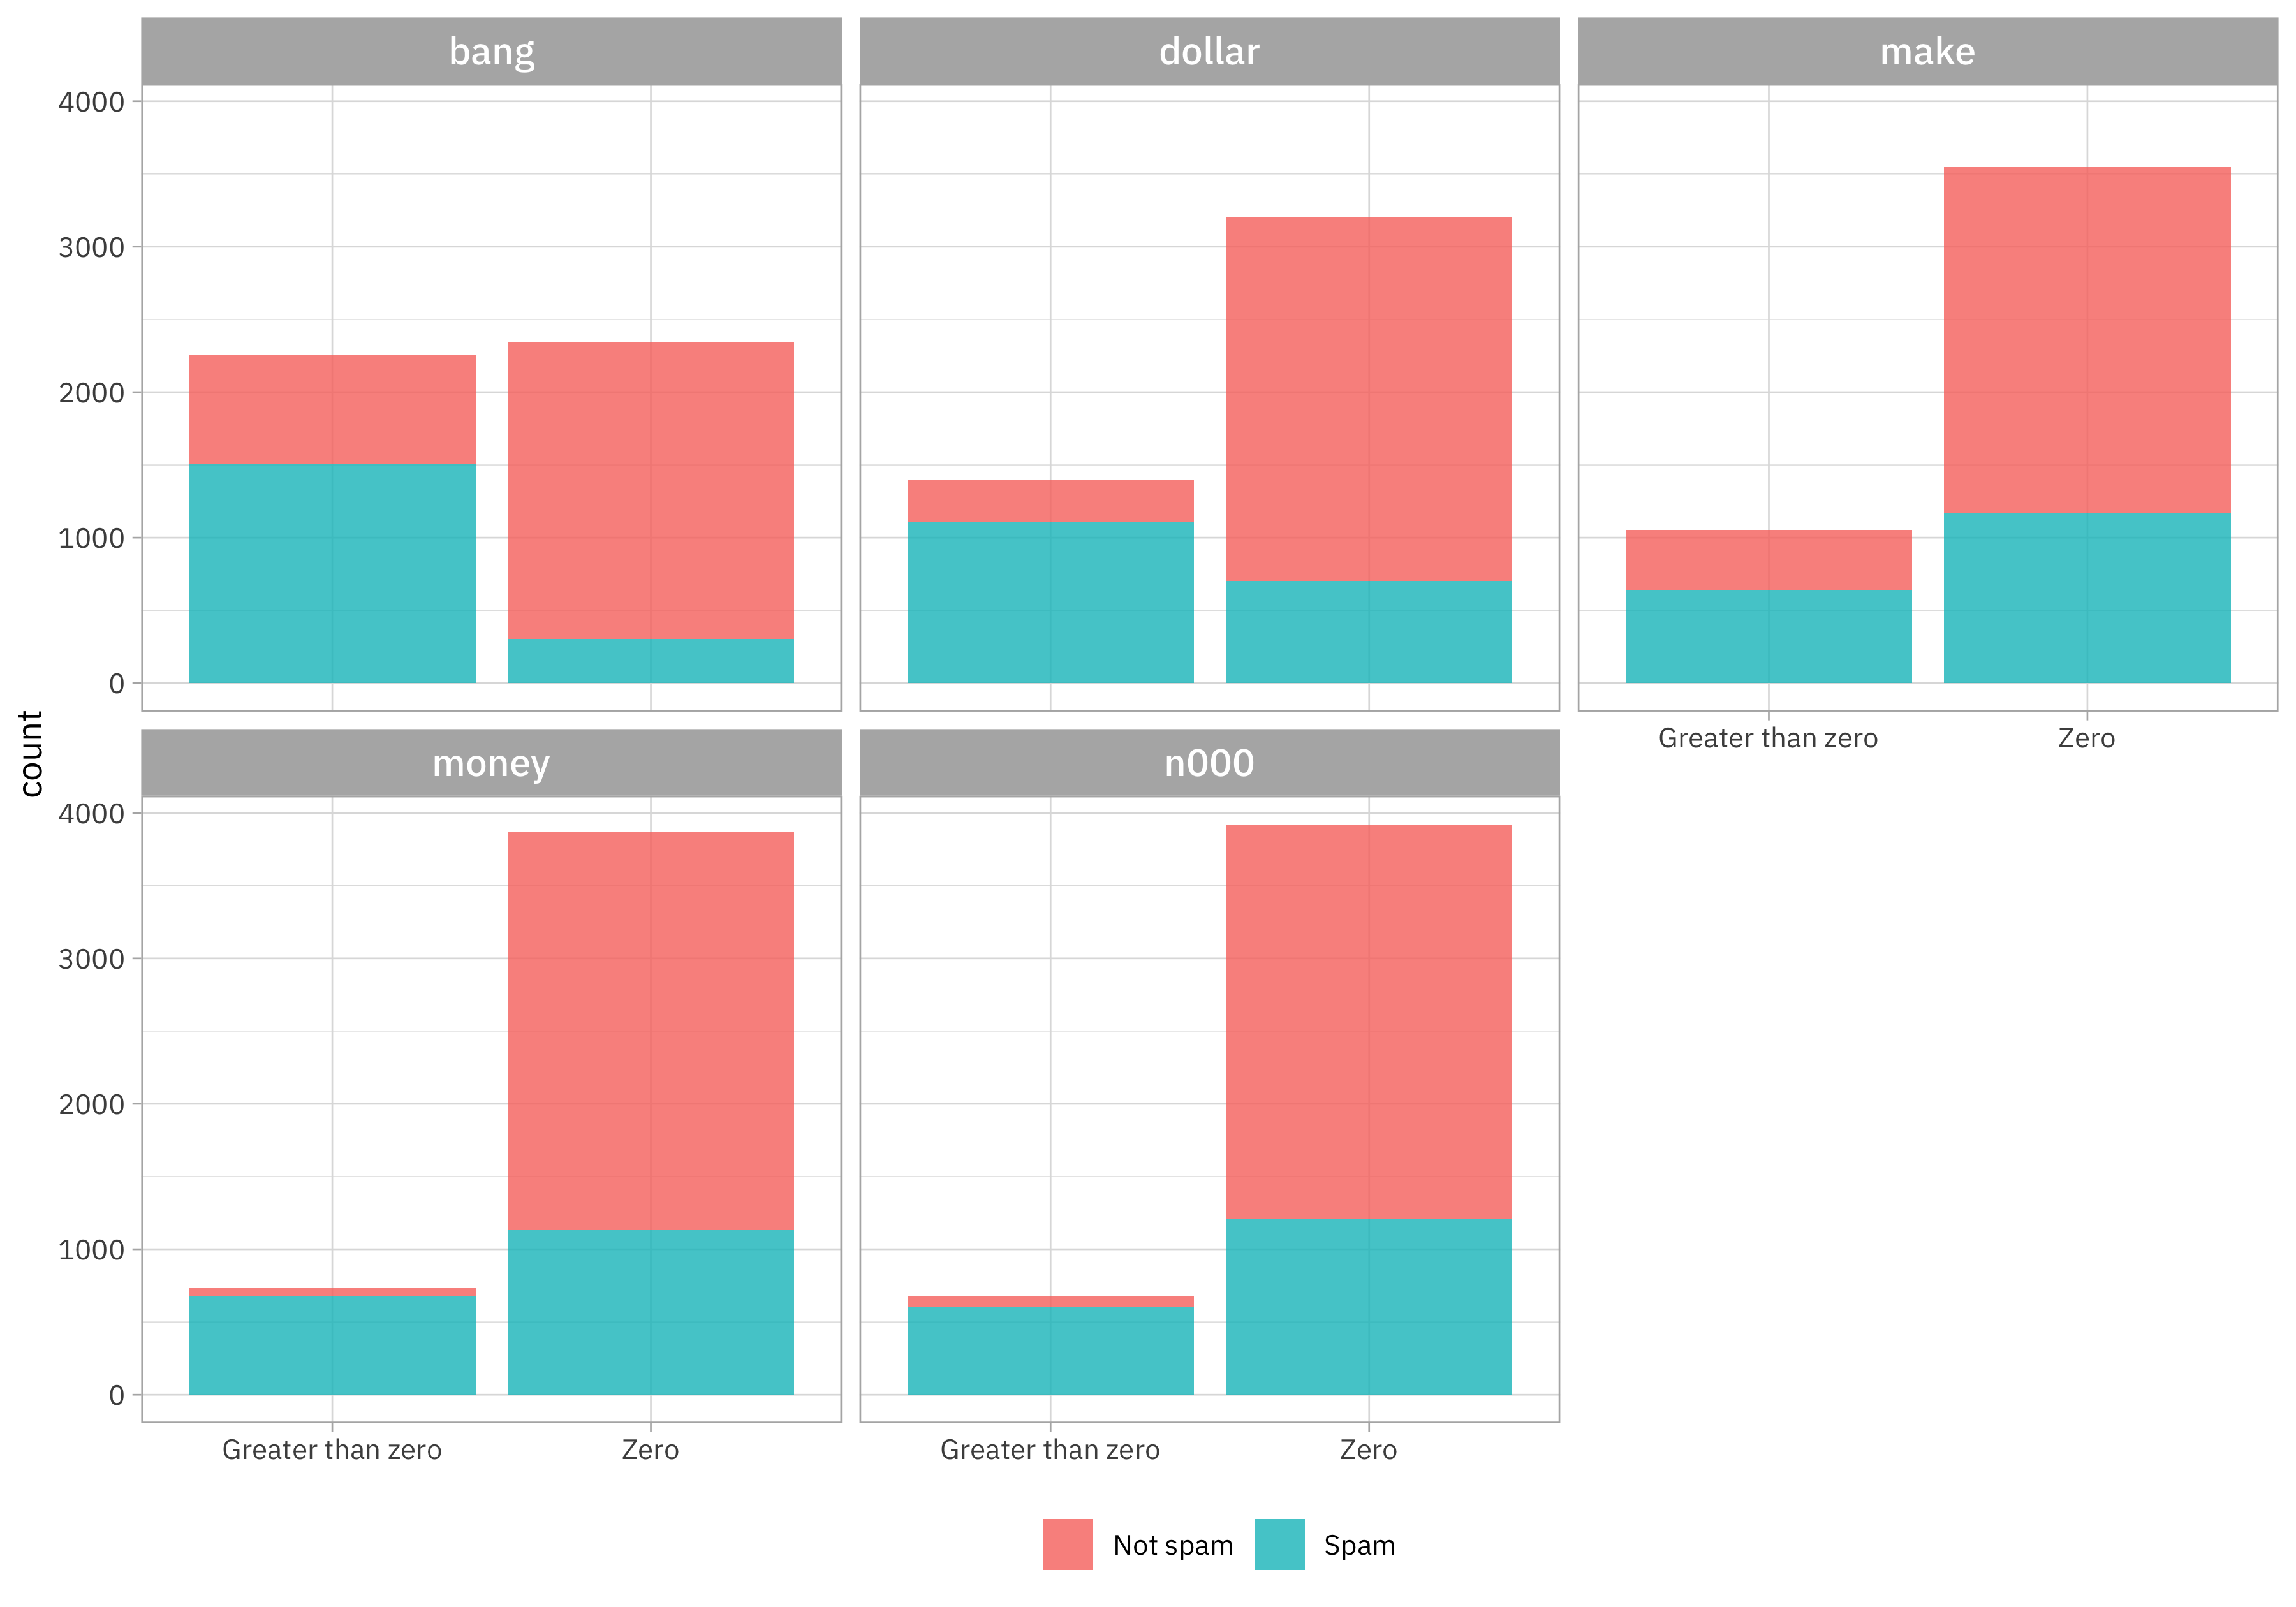 bang
dollar
make
4000
3000
2000
1000
0
Greater than zero
Zero
count
money
n000
4000
3000
2000
1000
0
Greater than zero
Zero
Greater than zero
Zero
Not spam
Spam